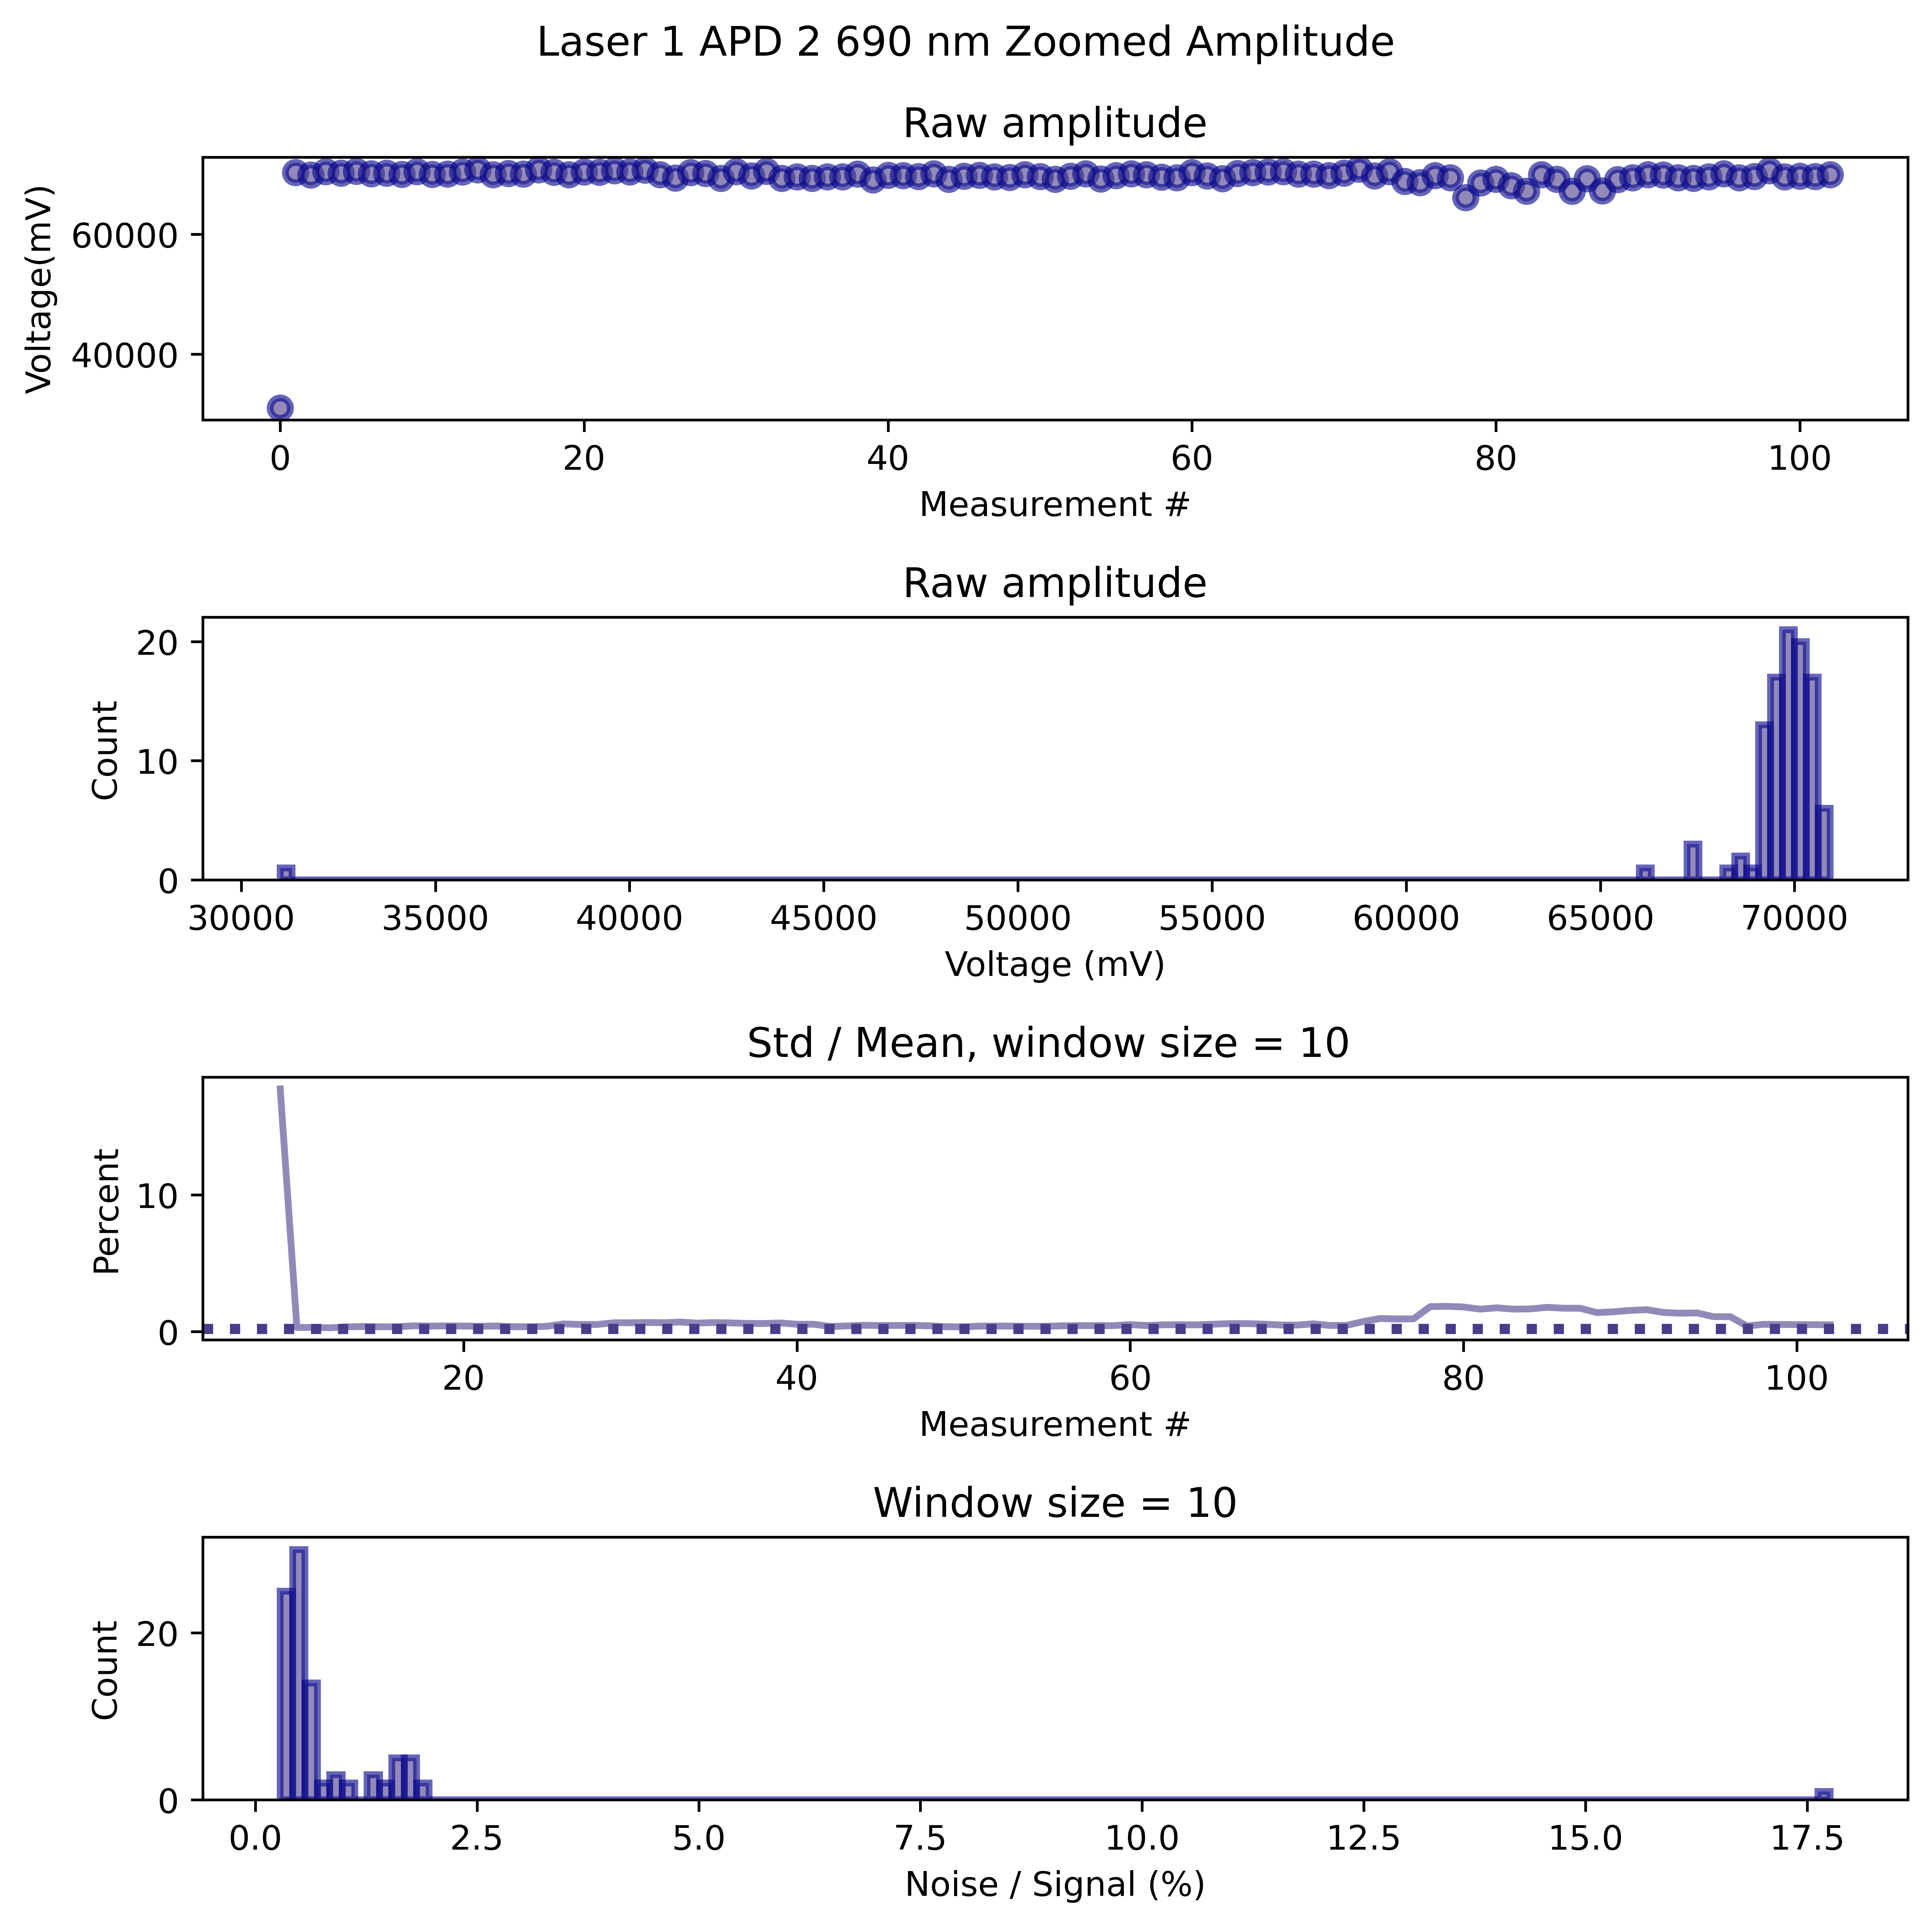 Laser 1 APD 2 690 nm Zoomed Amplitude
Raw amplitude
Voltage(mV)
60000
40000
0 20 40 60 80 100
Measurement #
Raw amplitude
Count
20
10
0
30000 35000 40000 45000 50000 55000 60000 65000 70000
Voltage (mV)
Std / Mean, window size = 10
Percent
10
0
20 40 60 80 100
Measurement #
Window size = 10
Count
20
0
0.0 2.5 5.0 7.5 10.0 12.5 15.0 17.5
Noise / Signal (%)